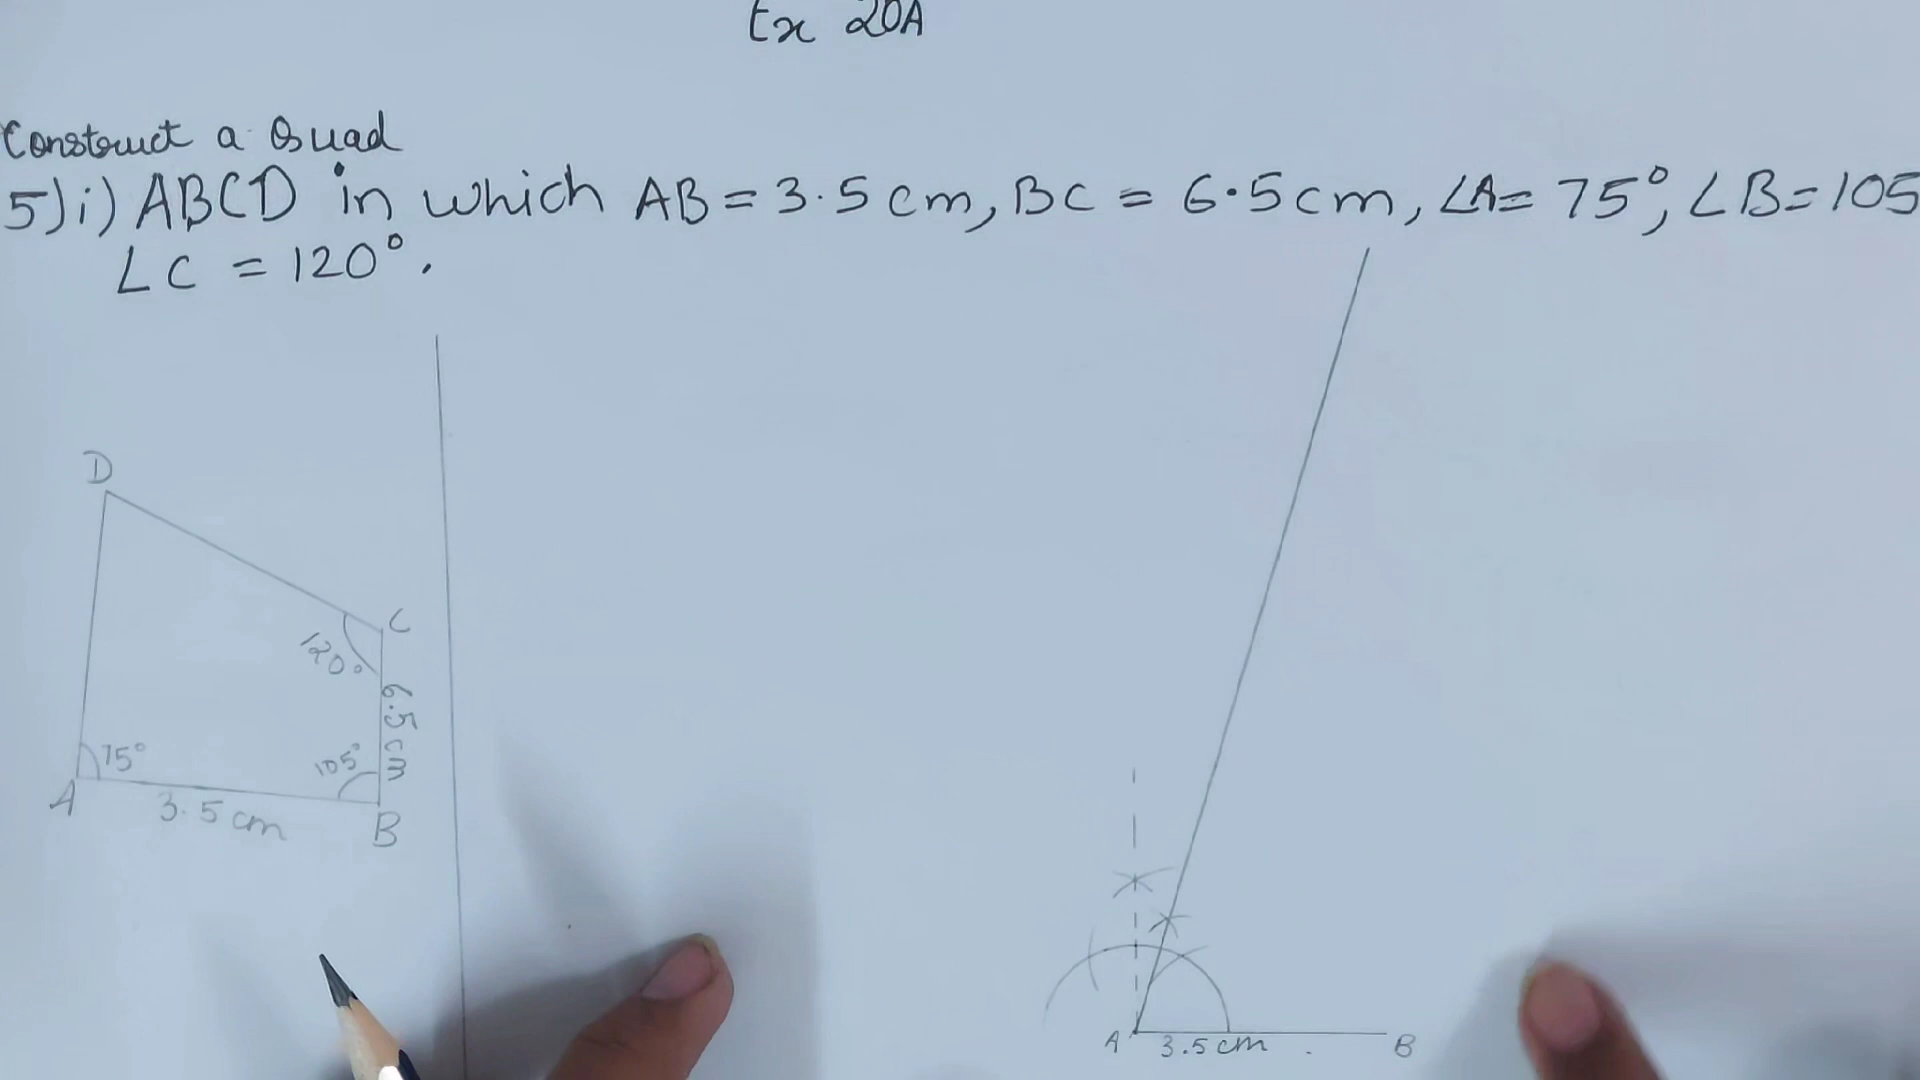 Ex 20A
Construct a Quad
5)i) ABCD in which AB = 3.5 cm, BC = 6.5 cm, ∠A = 75°, ∠B = 105
∠C = 120°.
D
C
120°
6.5 cm
75°
105°
A
3.5 cm
B
A
3.5 cm
B